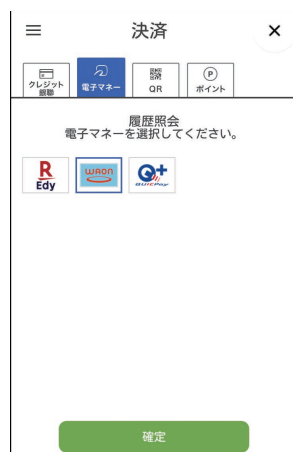 決済
クレジット
銀聯
電子マネー
QR
P
ポイント
履歴照会
電子マネーを選択してください。
R
Edy
WAON
Q+
QUICPay
確定